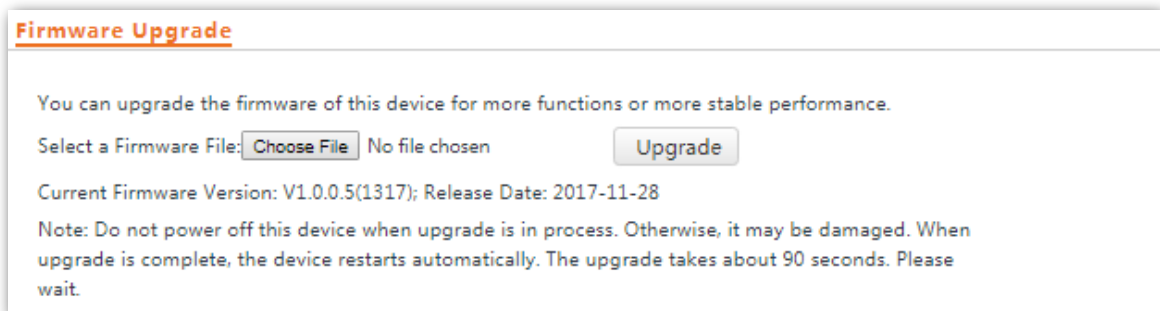 Firmware Upgrade
You can upgrade the firmware of this device for more functions or more stable performance.
Select a Firmware File: Choose File No file chosen Upgrade
Current Firmware Version: V1.0.0.5(1317); Release Date: 2017-11-28
Note: Do not power off this device when upgrade is in process. Otherwise, it may be damaged. When
upgrade is complete, the device restarts automatically. The upgrade takes about 90 seconds. Please
wait.